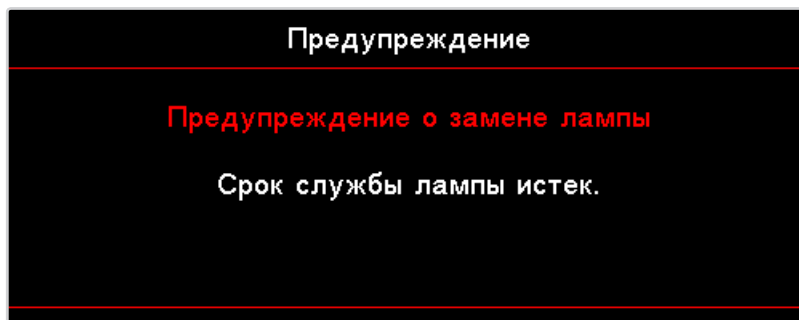 Предупреждение
Предупреждение о замене лампы
Срок службы лампы истек.